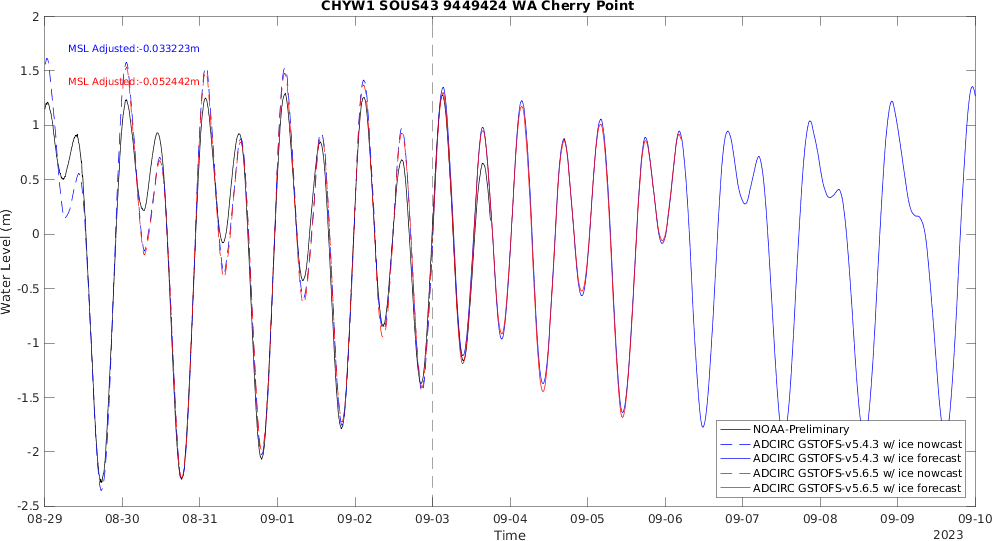 CHYW1 SOUS43 9449424 WA Cherry Point
MSL Adjusted:-0.033223m
MSL Adjusted:-0.052442m
Water Level (m)
2
1.5
1
0.5
0
-0.5
-1
-1.5
-2
-2.5
NOAA-Preliminary
ADCIRC GSTOFS-v5.4.3 w/ ice nowcast
ADCIRC GSTOFS-v5.4.3 w/ ice forecast
ADCIRC GSTOFS-v5.6.5 w/ ice nowcast
ADCIRC GSTOFS-v5.6.5 w/ ice forecast
08-29 08-30 08-31 09-01 09-02 09-03 09-04 09-05 09-06 09-07 09-08 09-09 09-10
Time
2023